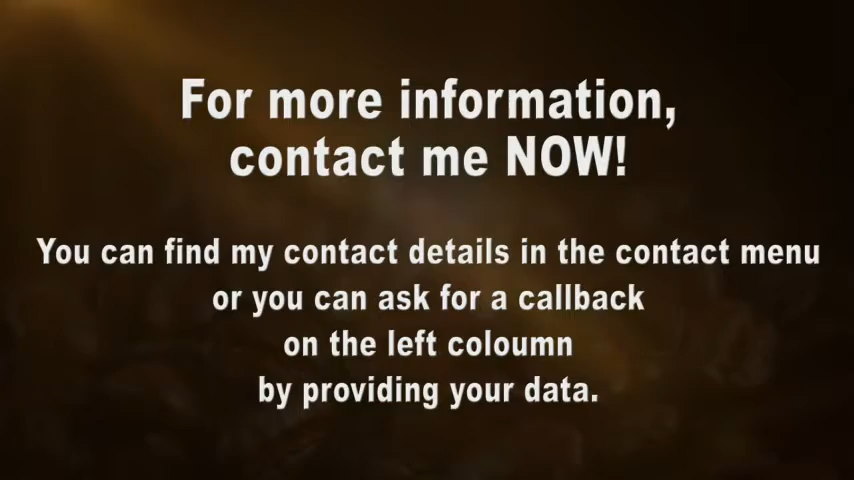 For more information,
contact me NOW!
You can find my contact details in the contact menu
or you can ask for a callback
on the left coloumn
by providing your data.